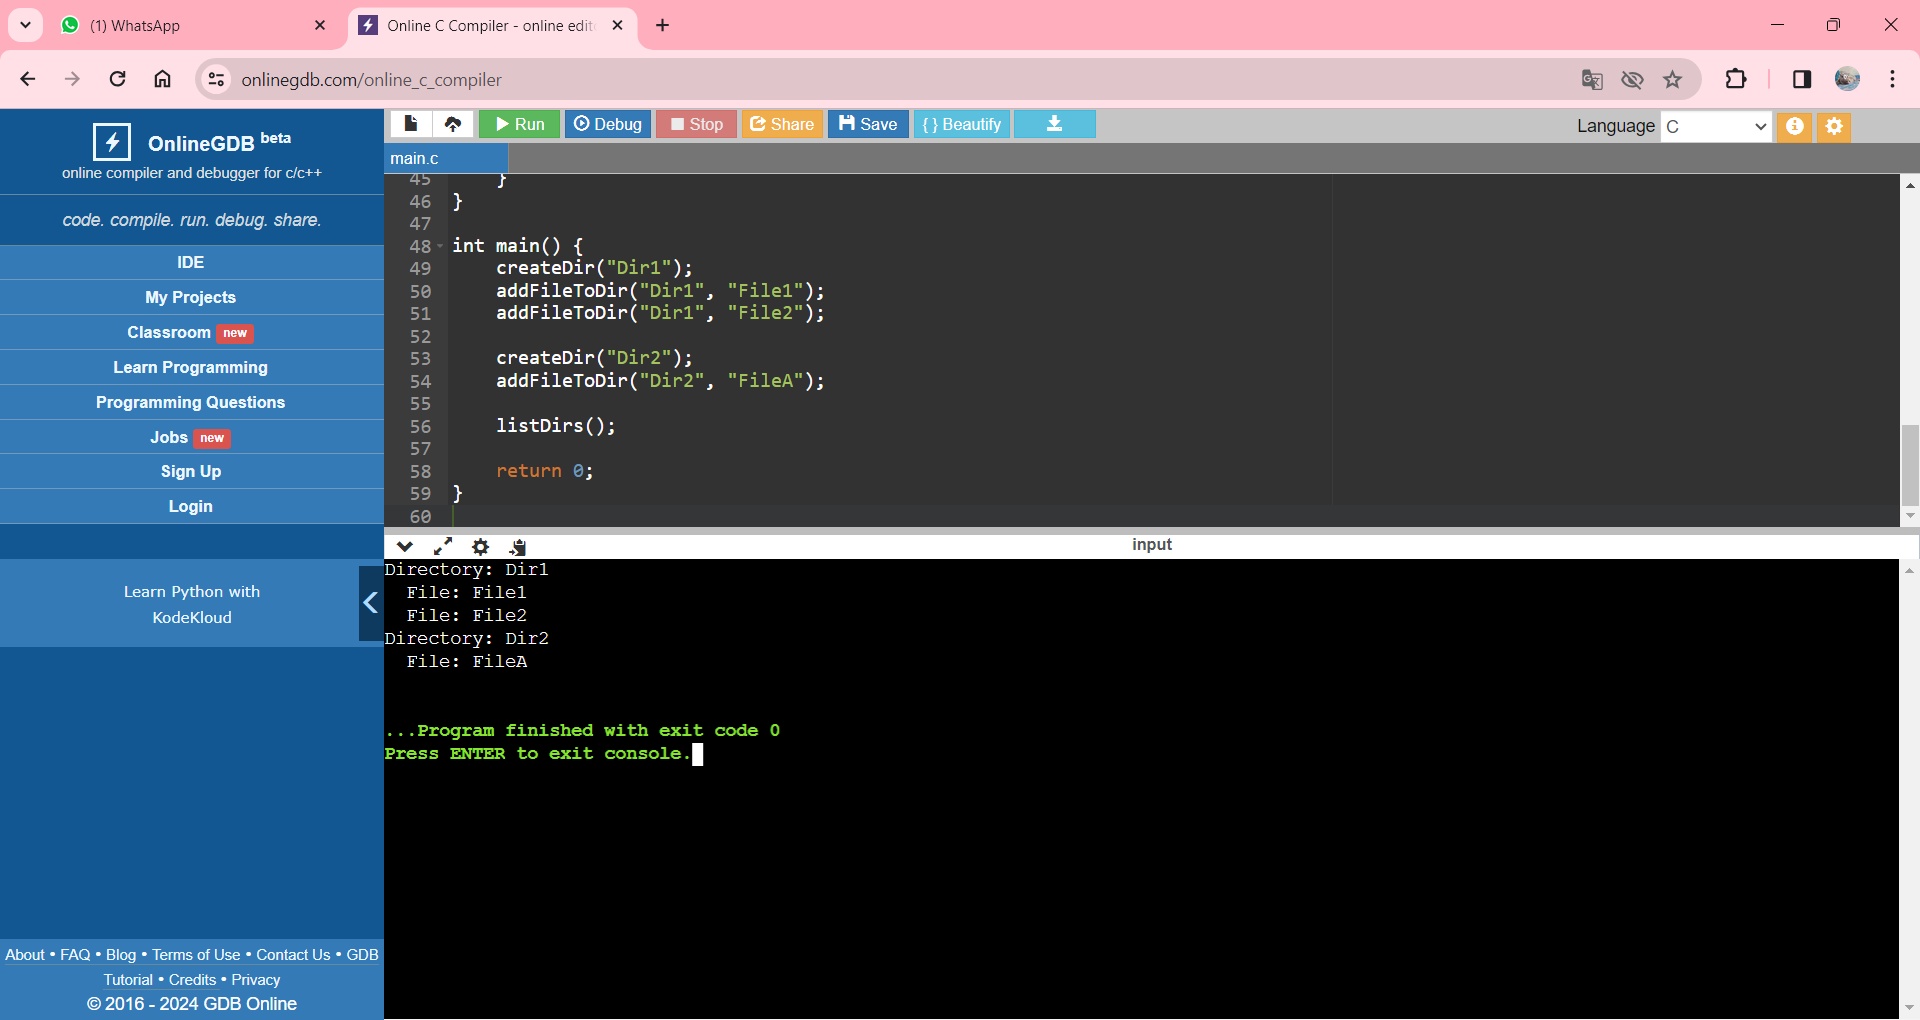 (1) WhatsApp
Online C Compiler - online edit
onlinegdb.com/online_c_compiler
OnlineGDB beta
online compiler and debugger for c/c++
code. compile. run. debug. share.
IDE
My Projects
Classroom new
Learn Programming
Programming Questions
Jobs new
Sign Up
Login
Learn Python with
KodeKloud
About • FAQ • Blog • Terms of Use • Contact Us • GDB
Tutorial • Credits • Privacy
© 2016 - 2024 GDB Online
Run Debug Stop Share Save { } Beautify Language C
main.c
45     }
46 }
47
48 int main() {
49     createDir("Dir1");
50     addFileToDir("Dir1", "File1");
51     addFileToDir("Dir1", "File2");
52
53     createDir("Dir2");
54     addFileToDir("Dir2", "FileA");
55
56     listDirs();
57
58     return 0;
59 }
60
input
Directory: Dir1
  File: File1
  File: File2
Directory: Dir2
  File: FileA
...Program finished with exit code 0
Press ENTER to exit console.